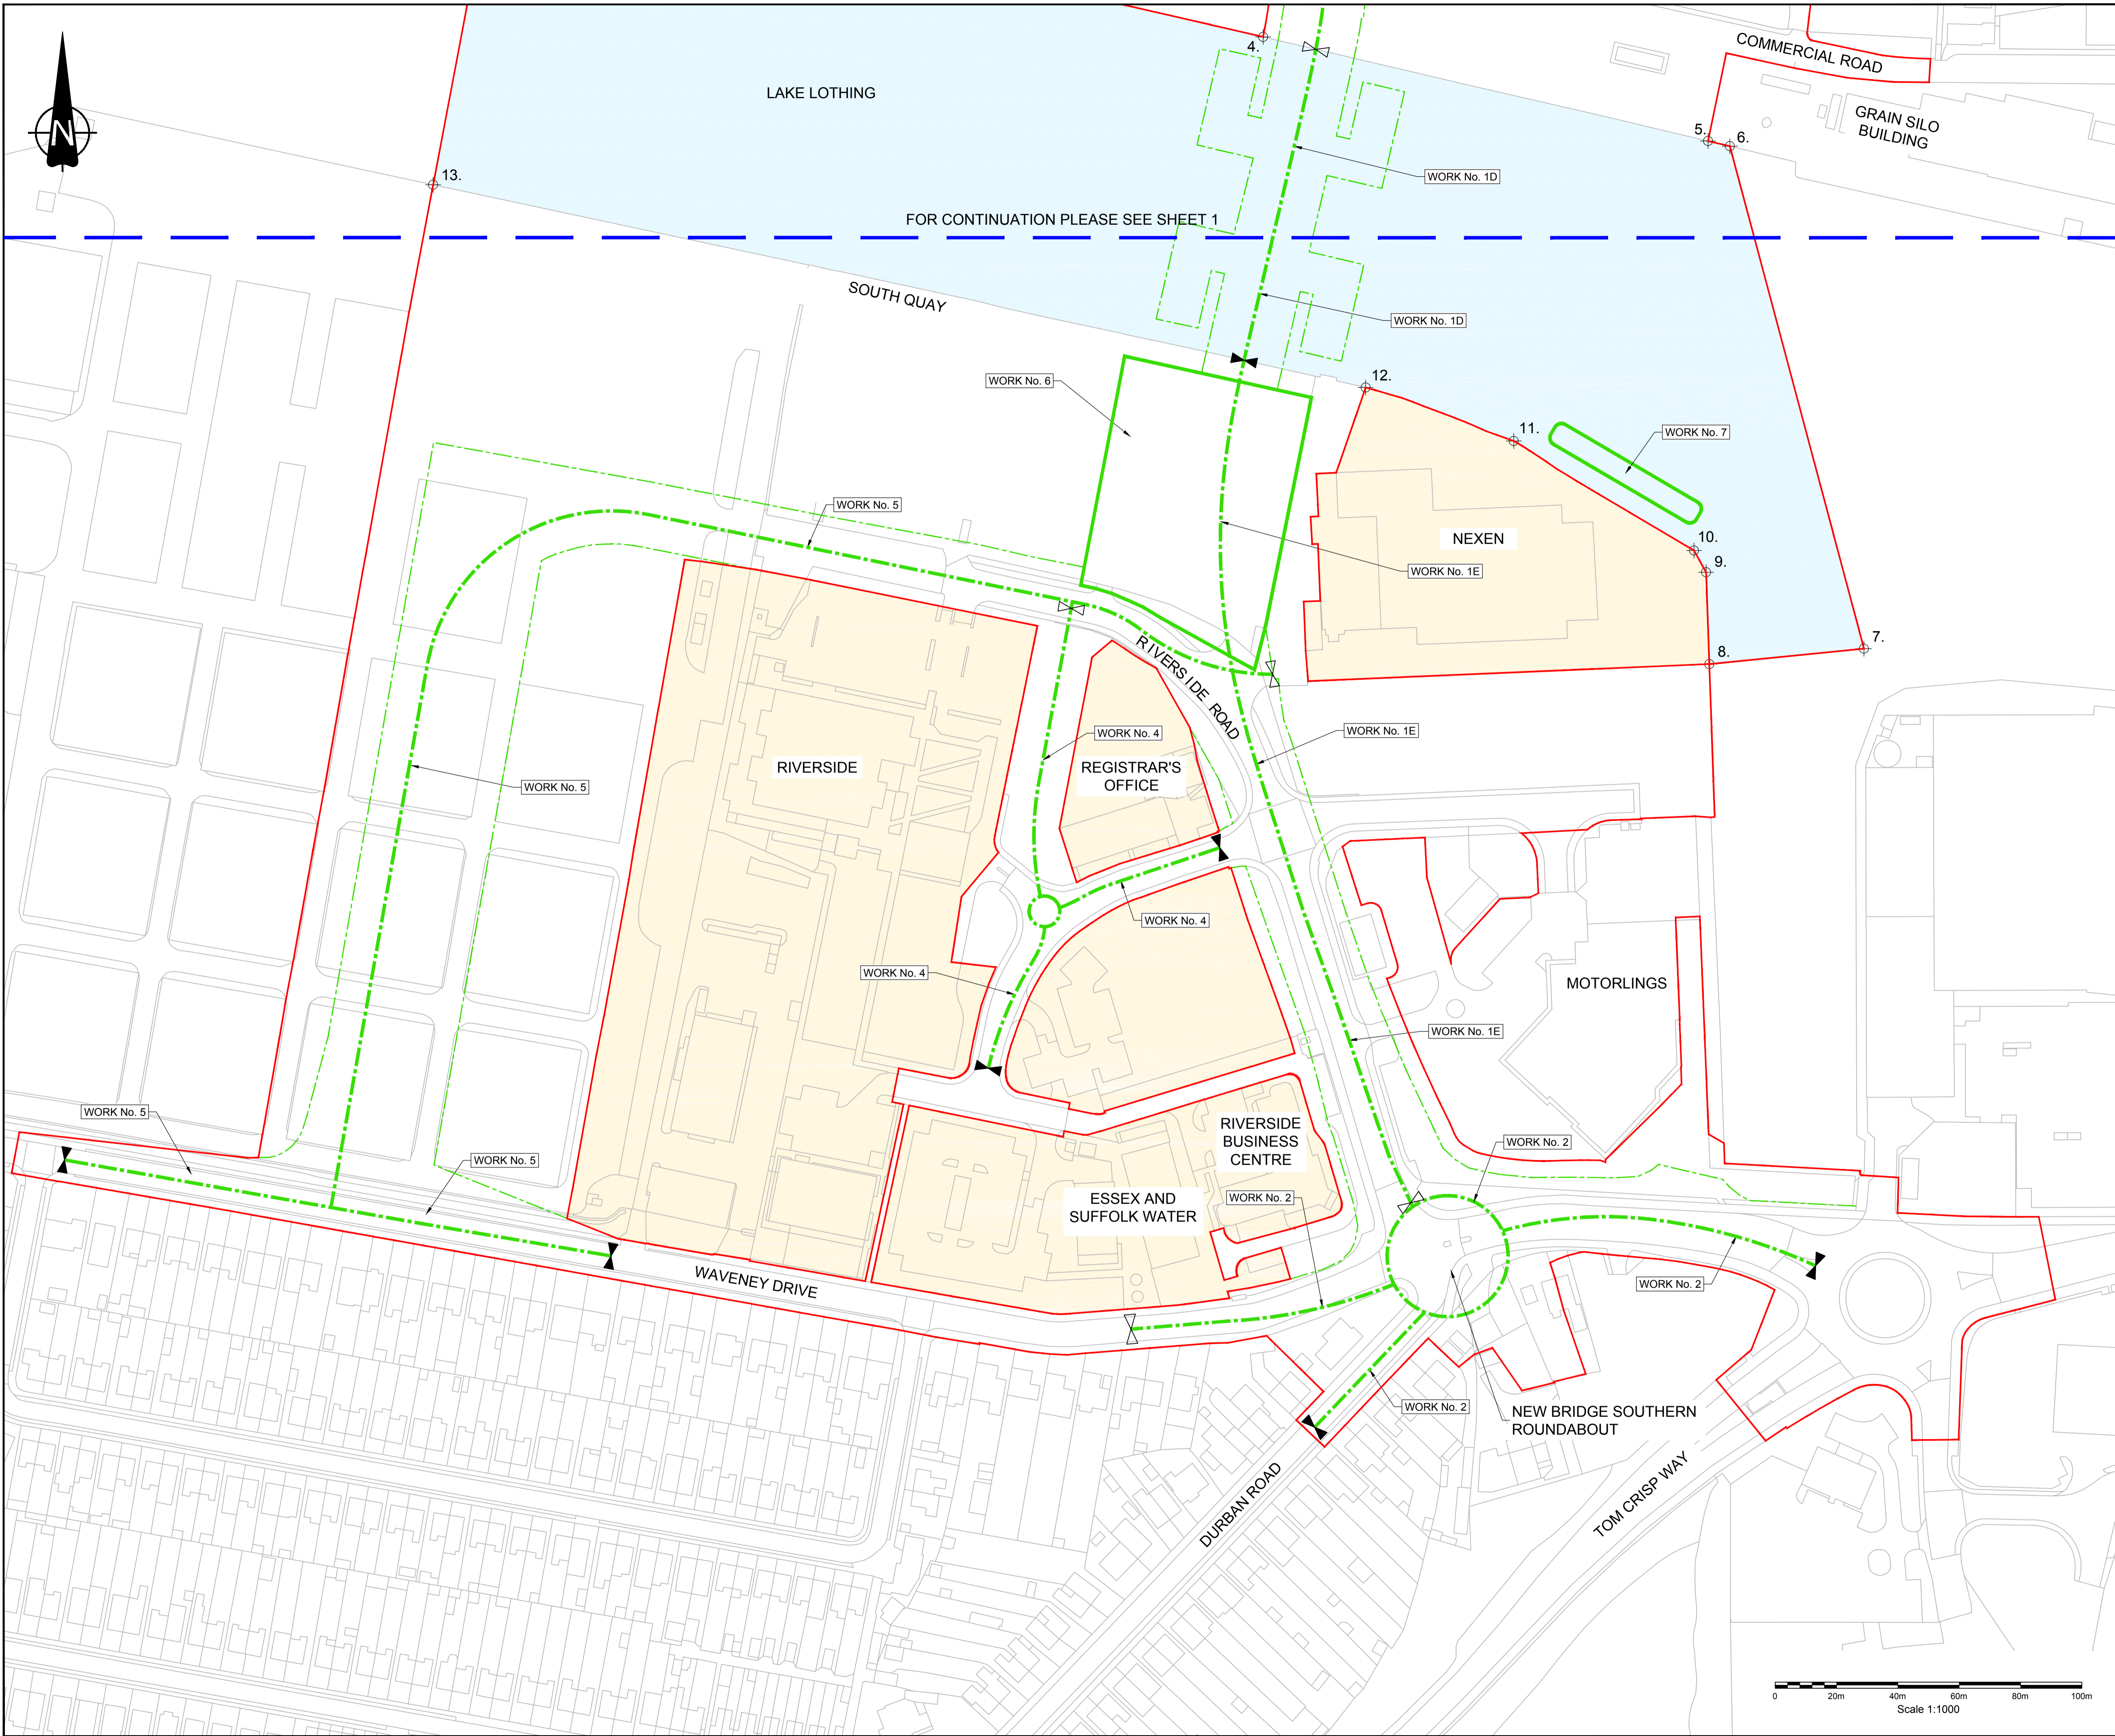 COMMERCIAL ROAD
4.
LAKE LOTHING
GRAIN SILO
BUILDING
N
5.
6.
13.
WORK No. 1D
FOR CONTINUATION PLEASE SEE SHEET 1
SOUTH QUAY
WORK No. 1D
WORK No. 6
12.
11.
WORK No. 7
WORK No. 5
NEXEN
10.
9.
WORK No. 1E
7.
8.
RIVERSIDE ROAD
WORK No. 4
WORK No. 1E
RIVERSIDE
REGISTRAR'S
OFFICE
WORK No. 5
WORK No. 4
WORK No. 4
MOTORLINGS
WORK No. 1E
WORK No. 5
RIVERSIDE
BUSINESS
CENTRE
WORK No. 2
WORK No. 5
ESSEX AND
SUFFOLK WATER
WORK No. 2
WAVENEY DRIVE
WORK No. 2
WORK No. 2
NEW BRIDGE SOUTHERN
ROUNDABOUT
DURBAN ROAD
TOM CRISP WAY
0 20m 40m 60m 80m 100m
Scale 1:1000